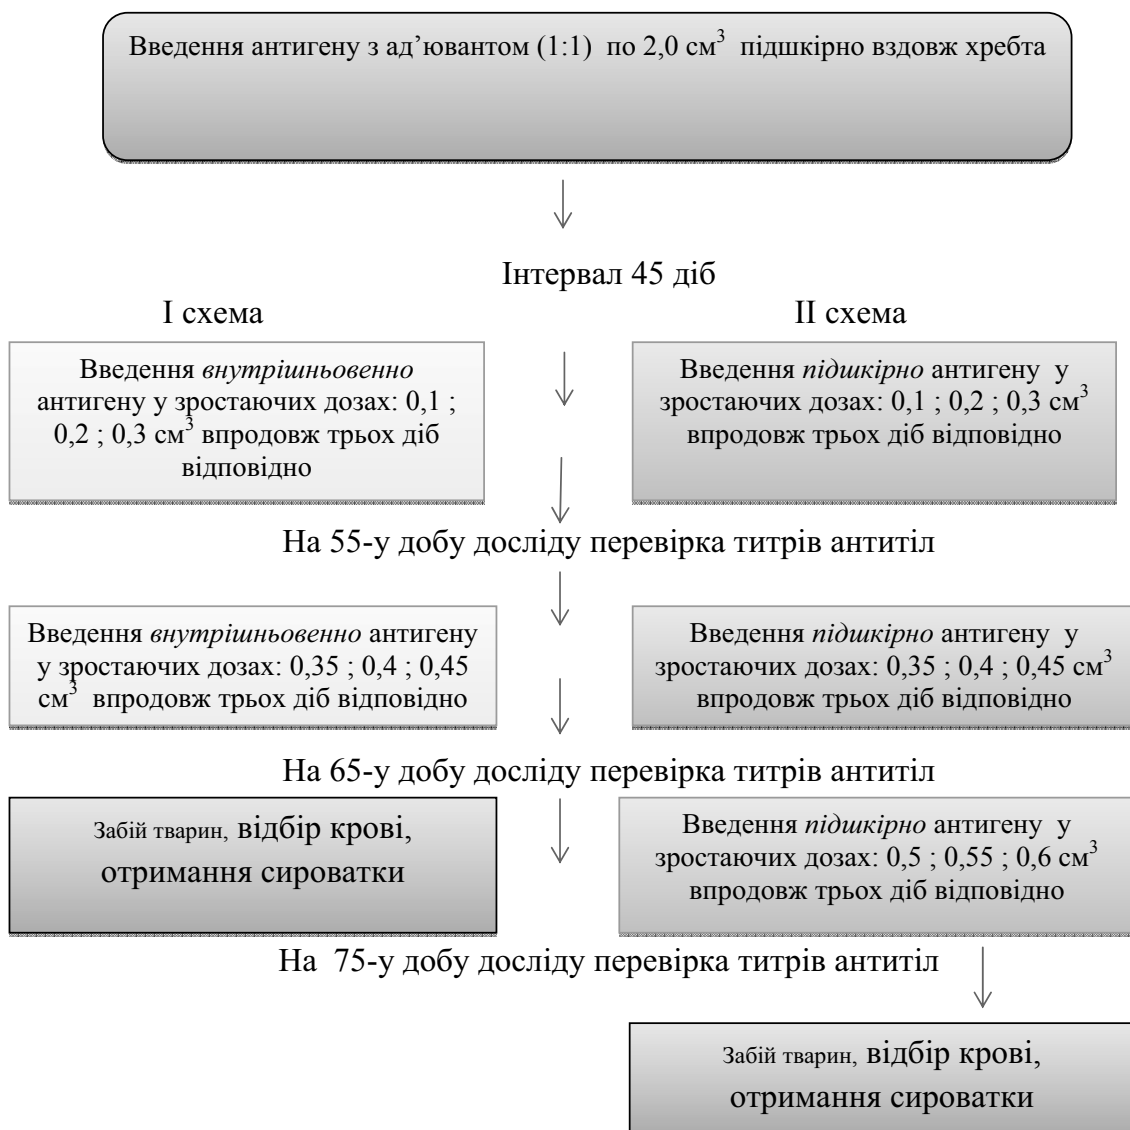 Введення антигену з ад’ювантом (1:1) по 2,0 см³ підшкірно вздовж хребта
Інтервал 45 діб
І схема
ІІ схема
Введення внутрішньовенно
антигену у зростаючих дозах: 0,1 ;
0,2 ; 0,3 см³ впродовж трьох діб
відповідно
Введення підшкірно антигену у
зростаючих дозах: 0,1 ; 0,2 ; 0,3 см³
впродовж трьох діб відповідно
На 55-у добу досліду перевірка титрів антитіл
Введення внутрішньовенно антигену
у зростаючих дозах: 0,35 ; 0,4 ; 0,45
см³ впродовж трьох діб відповідно
Введення підшкірно антигену у
зростаючих дозах: 0,35 ; 0,4 ; 0,45 см³
впродовж трьох діб відповідно
На 65-у добу досліду перевірка титрів антитіл
Забій тварин, відбір крові,
отримання сироватки
Введення підшкірно антигену у
зростаючих дозах: 0,5 ; 0,55 ; 0,6 см³
впродовж трьох діб відповідно
На 75-у добу досліду перевірка титрів антитіл
Забій тварин, відбір крові,
отримання сироватки